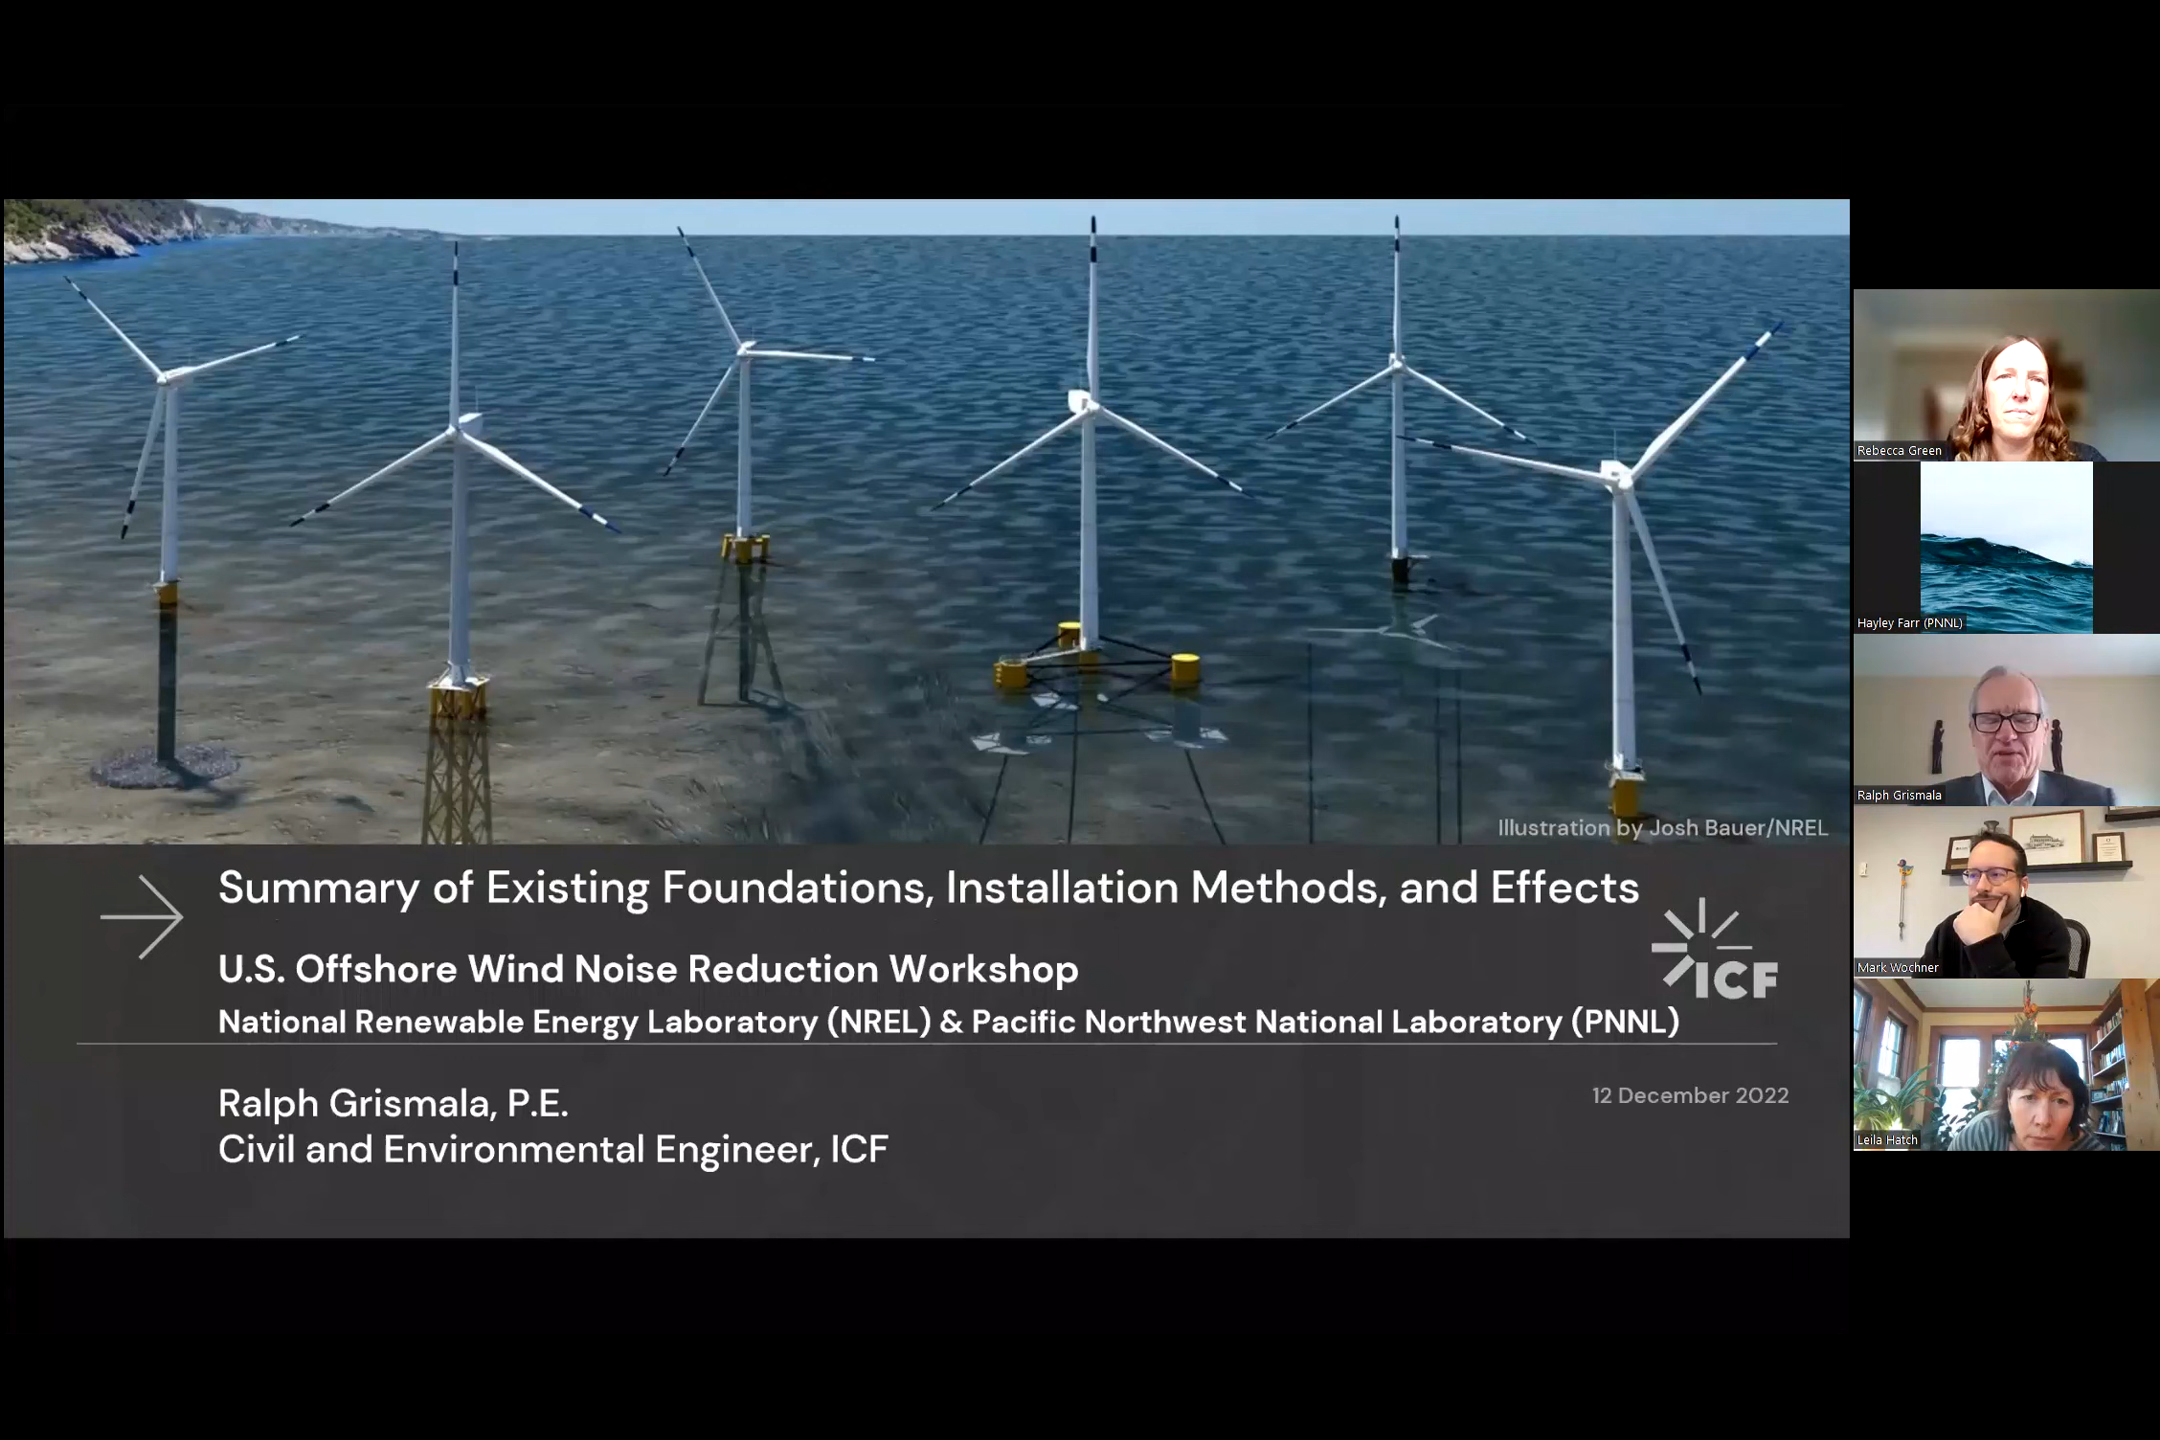 Illustration by Josh Bauer/NREL
Summary of Existing Foundations, Installation Methods, and Effects
U.S. Offshore Wind Noise Reduction Workshop
ICF
National Renewable Energy Laboratory (NREL) & Pacific Northwest National Laboratory (PNNL)
Ralph Grismala, P.E.
12 December 2022
Civil and Environmental Engineer, ICF
Rebecca Green
Hayley Farr (PNNL)
Ralph Grismala
Mark Wochner
Leila Hatch